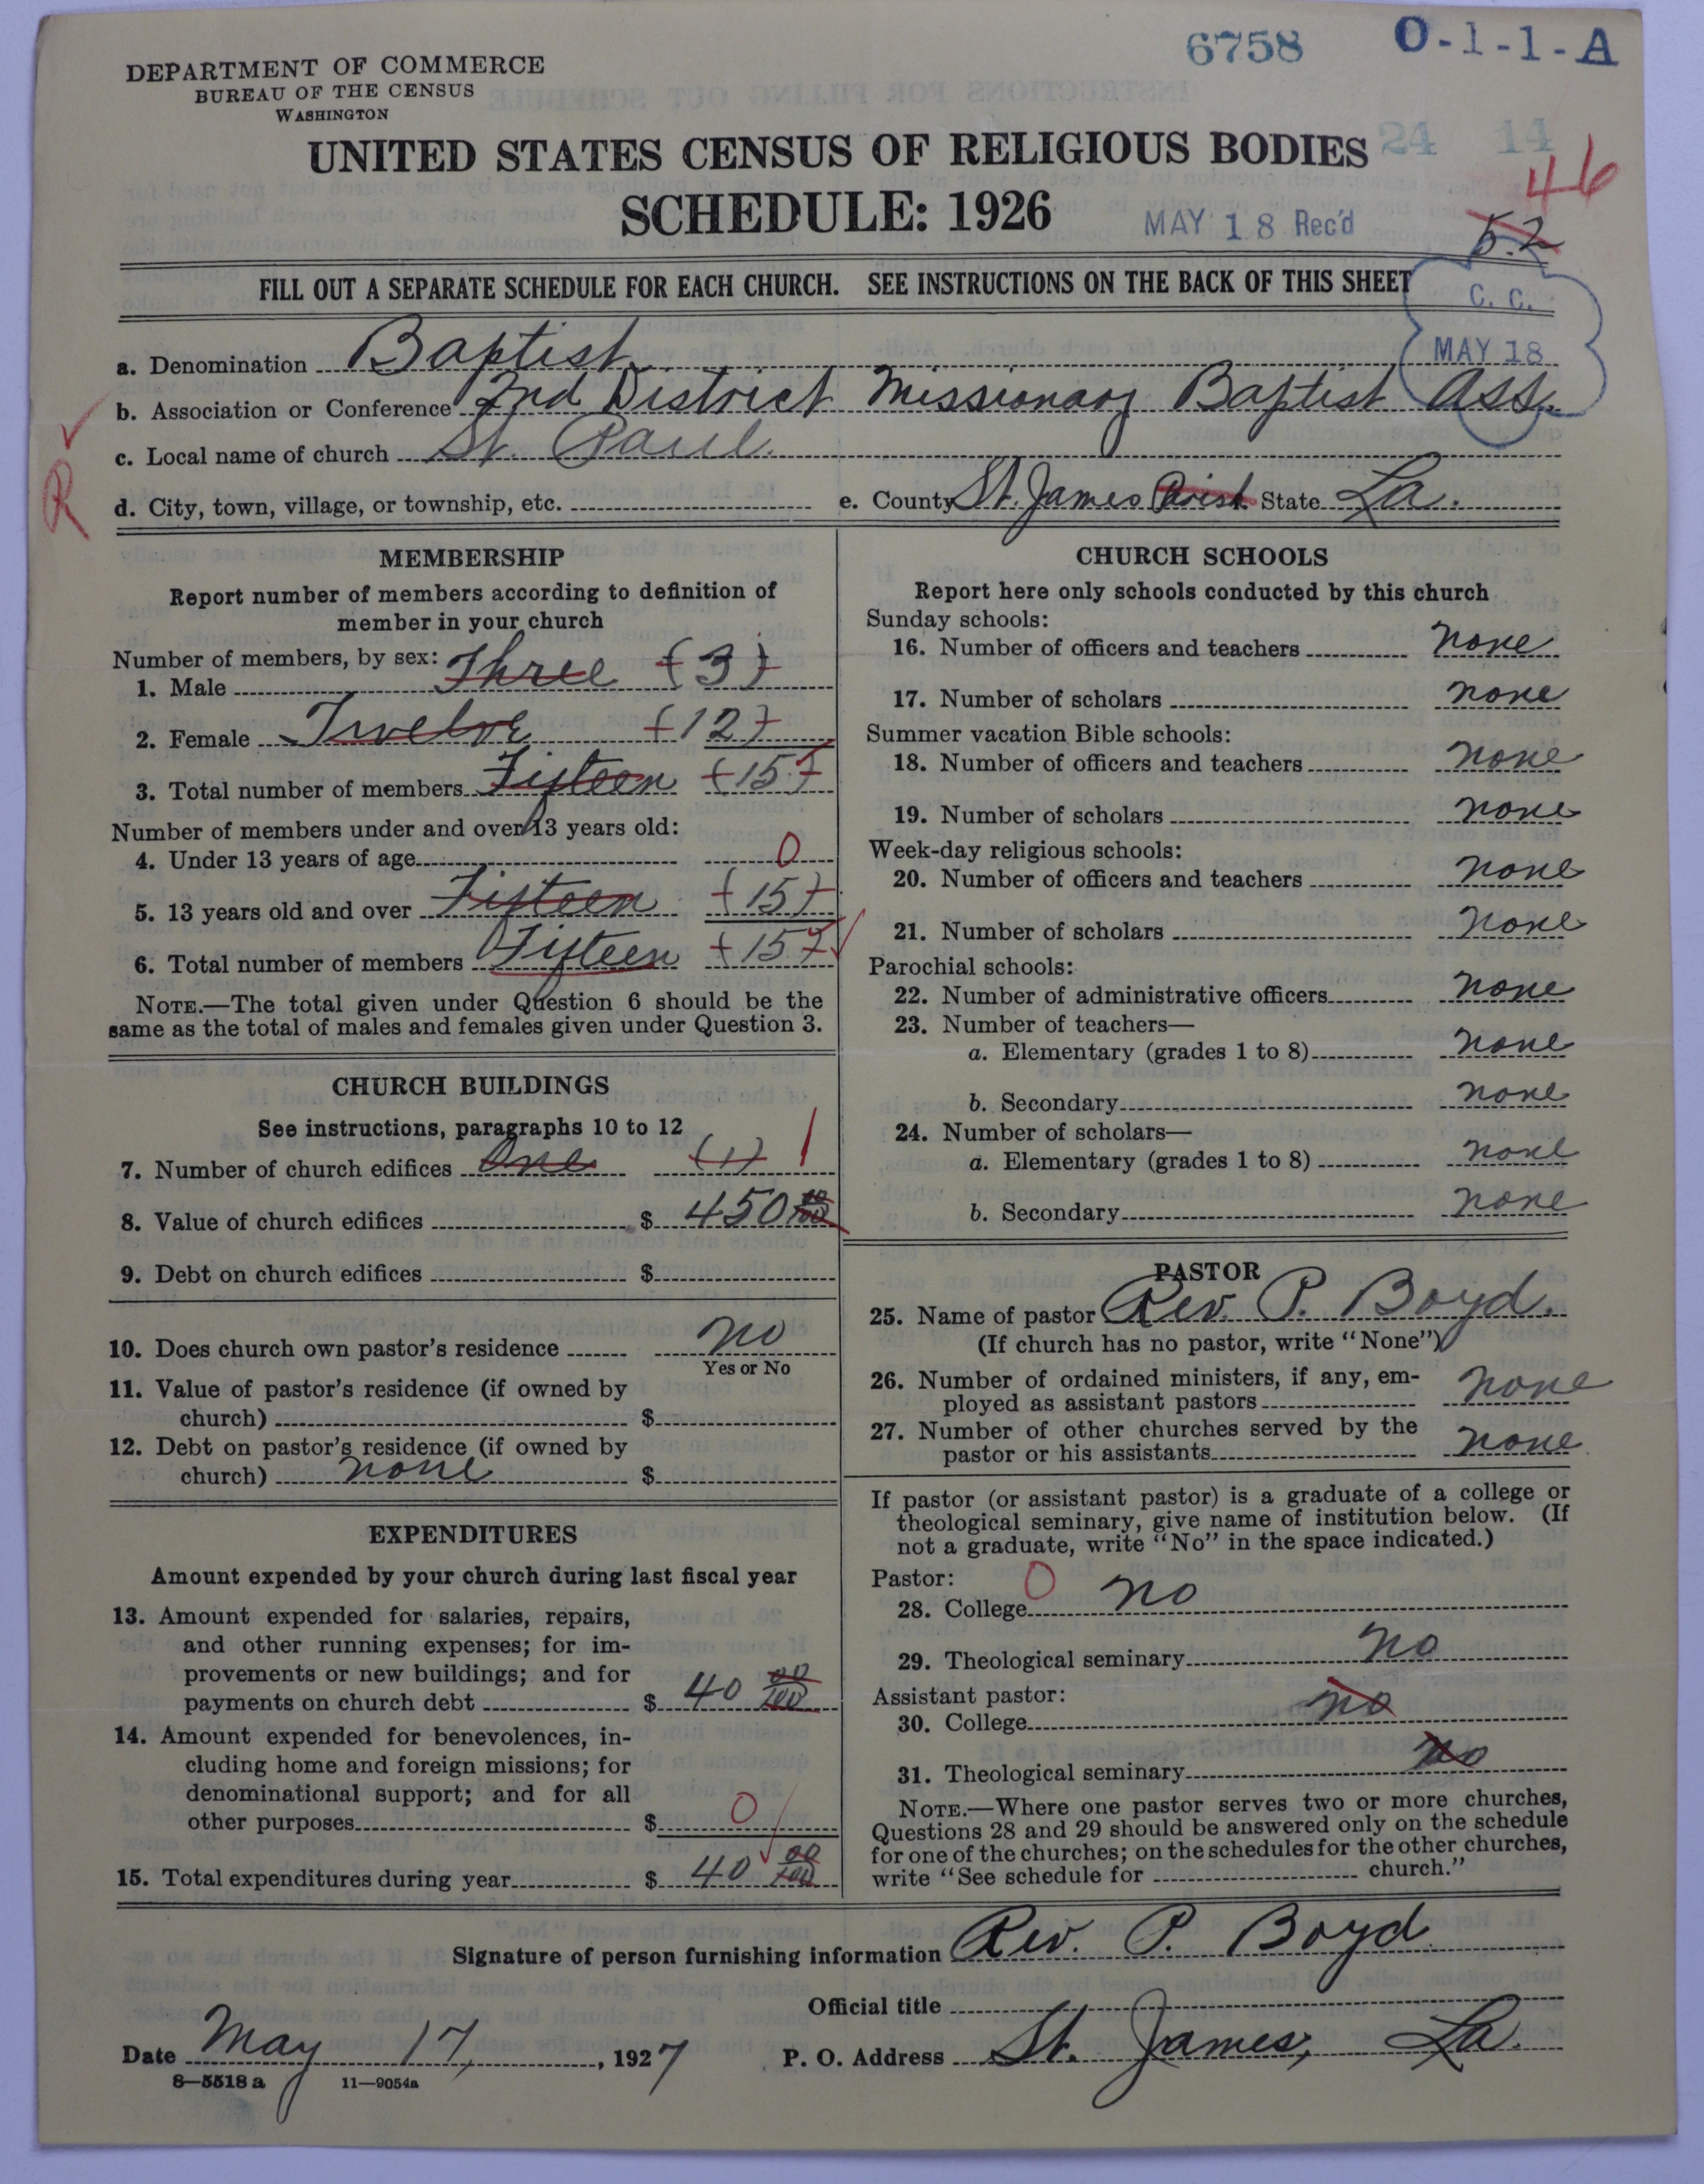 6758 O-1-1-A
DEPARTMENT OF COMMERCE
BUREAU OF THE CENSUS
WASHINGTON
UNITED STATES CENSUS OF RELIGIOUS BODIES
24 14
46
SCHEDULE: 1926
MAY 18 Rec'd
52
FILL OUT A SEPARATE SCHEDULE FOR EACH CHURCH. SEE INSTRUCTIONS ON THE BACK OF THIS SHEET
C. C.
MAY 18
a. Denomination Baptist
b. Association or Conference 2nd District Missionary Baptist Ass.
c. Local name of church St. Paul.
R
d. City, town, village, or township, etc.
e. County St. James Parish State La.
MEMBERSHIP
Report number of members according to definition of
member in your church
Number of members, by sex:
1. Male Three (3)
2. Female Twelve (12)
3. Total number of members Fifteen (15)
Number of members under and over 13 years old:
4. Under 13 years of age 0
5. 13 years old and over Fifteen (15)
6. Total number of members Fifteen (15)
NOTE.—The total given under Question 6 should be the
same as the total of males and females given under Question 3.
CHURCH BUILDINGS
See instructions, paragraphs 10 to 12
7. Number of church edifices One (1) 1
8. Value of church edifices $ 450 00/100
9. Debt on church edifices $
10. Does church own pastor's residence no
Yes or No
11. Value of pastor's residence (if owned by
church) $
12. Debt on pastor's residence (if owned by
church) none $
EXPENDITURES
Amount expended by your church during last fiscal year
13. Amount expended for salaries, repairs,
and other running expenses; for im-
provements or new buildings; and for
payments on church debt $ 40 00/100
14. Amount expended for benevolences, in-
cluding home and foreign missions; for
denominational support; and for all
other purposes $ 0
15. Total expenditures during year $ 40 00/100
CHURCH SCHOOLS
Report here only schools conducted by this church
Sunday schools:
16. Number of officers and teachers none
17. Number of scholars none
Summer vacation Bible schools:
18. Number of officers and teachers none
19. Number of scholars none
Week-day religious schools:
20. Number of officers and teachers none
21. Number of scholars none
Parochial schools:
22. Number of administrative officers none
23. Number of teachers—
a. Elementary (grades 1 to 8) none
b. Secondary none
24. Number of scholars—
a. Elementary (grades 1 to 8) none
b. Secondary none
PASTOR
25. Name of pastor Rev. P. Boyd.
(If church has no pastor, write "None")
26. Number of ordained ministers, if any, em-
ployed as assistant pastors none
27. Number of other churches served by the
pastor or his assistants none
If pastor (or assistant pastor) is a graduate of a college or
theological seminary, give name of institution below. (If
not a graduate, write "No" in the space indicated.)
Pastor: 0
28. College no
29. Theological seminary no
Assistant pastor:
30. College no
31. Theological seminary no
NOTE.—Where one pastor serves two or more churches,
Questions 28 and 29 should be answered only on the schedule
for one of the churches; on the schedules for the other churches,
write "See schedule for church."
Signature of person furnishing information Rev. P. Boyd
Official title
Date May 17, 1927
P. O. Address St. James, La.
8—5518 a 11—9054a